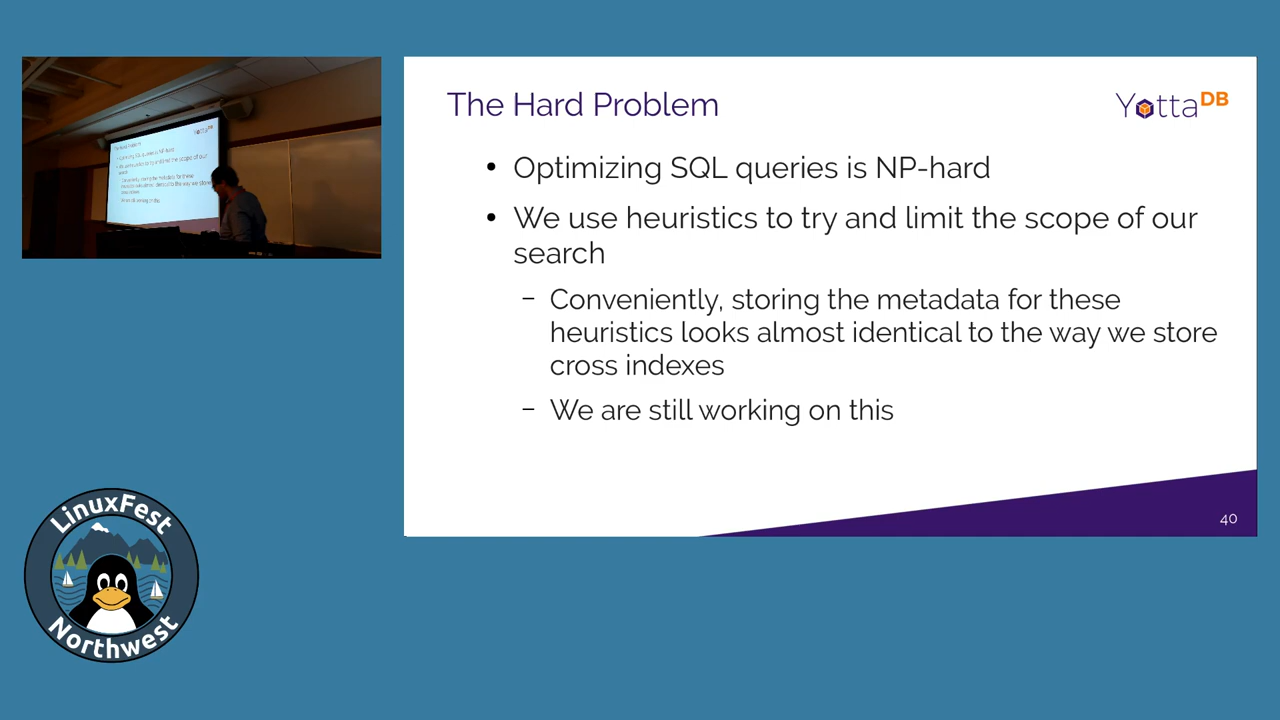 The Hard Problem
YottaDB
• Optimizing SQL queries is NP-hard
• We use heuristics to try and limit the scope of our
search
– Conveniently, storing the metadata for these
heuristics looks almost identical to the way we store
cross indexes
– We are still working on this
40
LinuxFest
Northwest